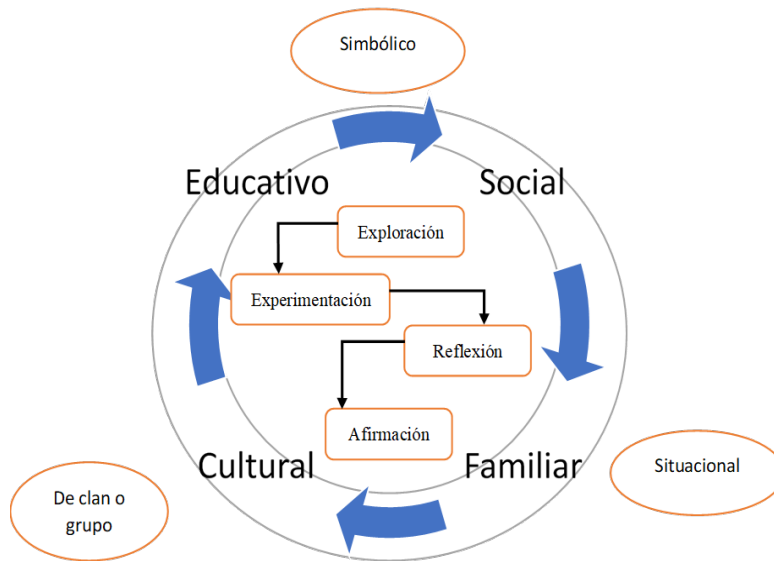 Simbólico
Educativo
Social
Exploración
Experimentación
Reflexión
Afirmación
Cultural
Familiar
Situacional
De clan o
grupo